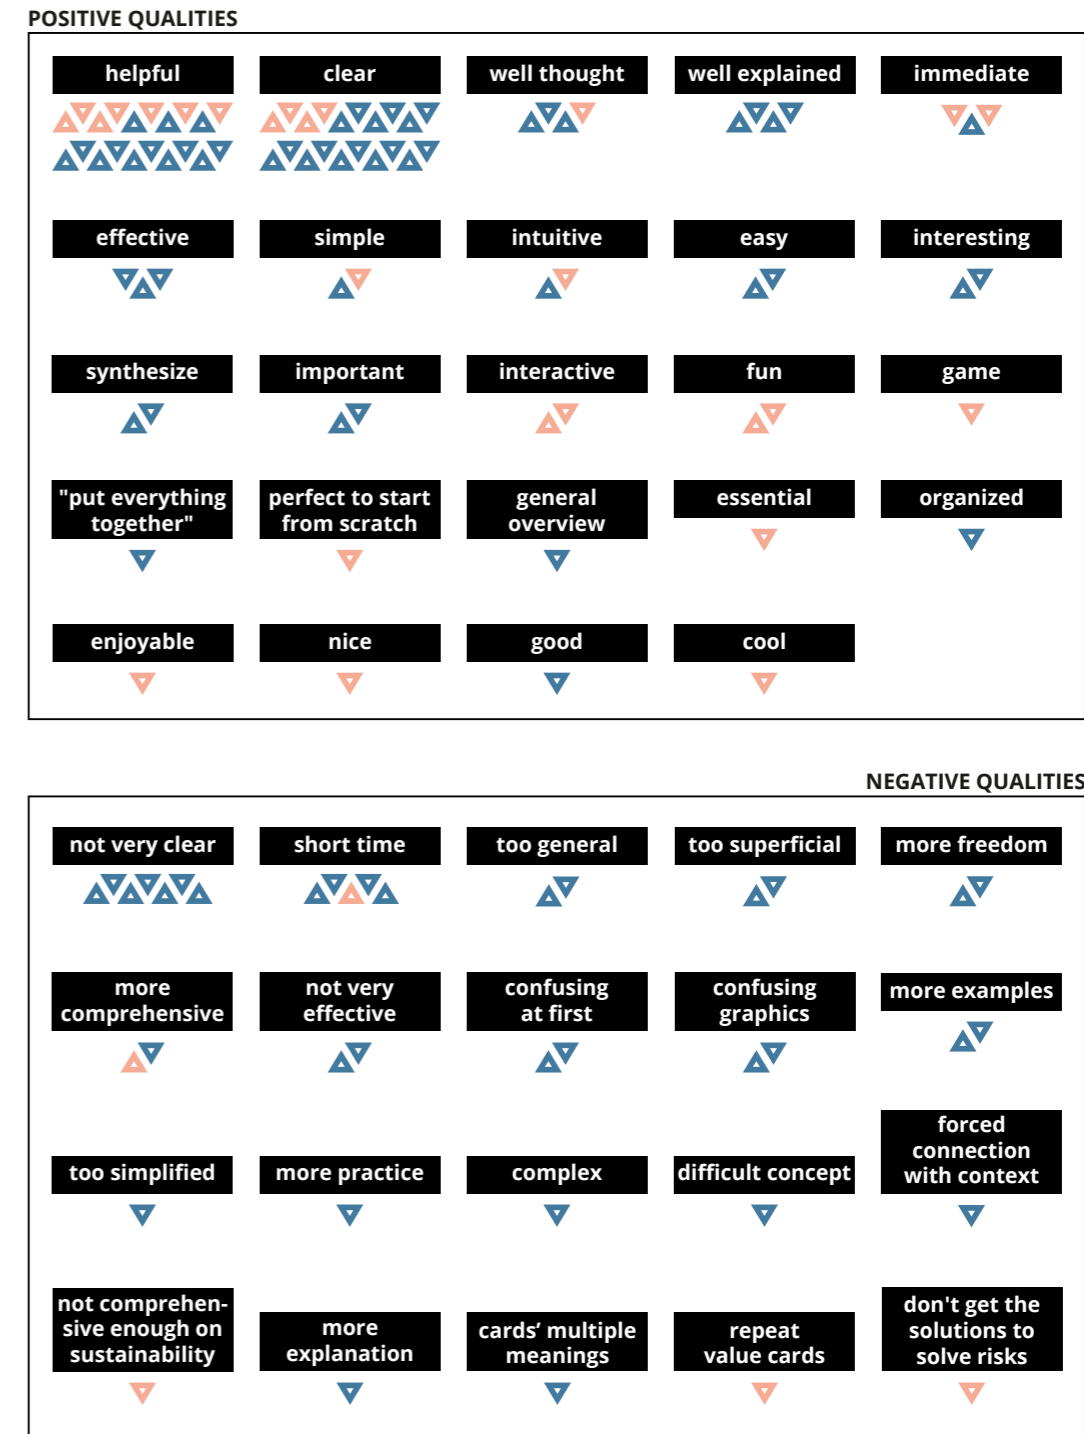 POSITIVE QUALITIES
helpful
clear
well thought
well explained
immediate
effective
simple
intuitive
easy
interesting
synthesize
important
interactive
fun
game
"put everything
together"
perfect to start
from scratch
general
overview
essential
organized
enjoyable
nice
good
cool
NEGATIVE QUALITIES
not very clear
short time
too general
too superficial
more freedom
more
comprehensive
not very
effective
confusing
at first
confusing
graphics
more examples
too simplified
more practice
complex
difficult concept
forced
connection
with context
not comprehen-
sive enough on
sustainability
more
explanation
cards’ multiple
meanings
repeat
value cards
don't get the
solutions to
solve risks